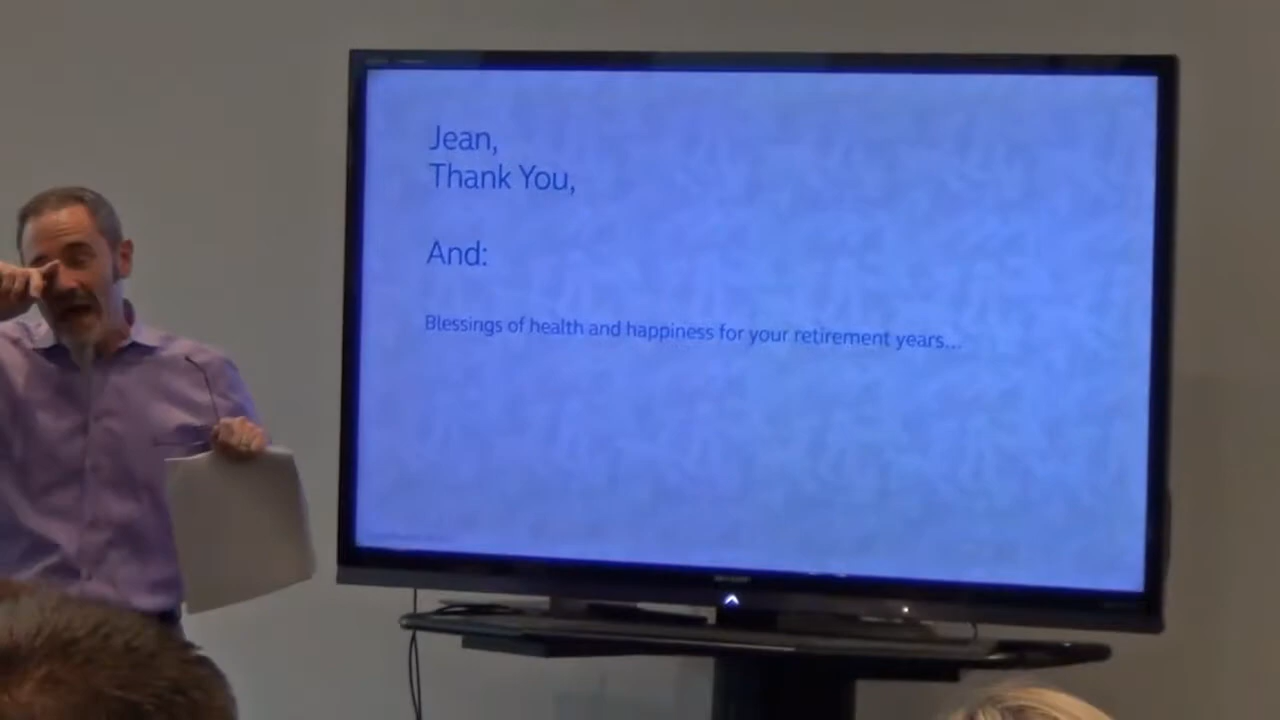 Jean,
Thank You,
And:
Blessings of health and happiness for your retirement years...